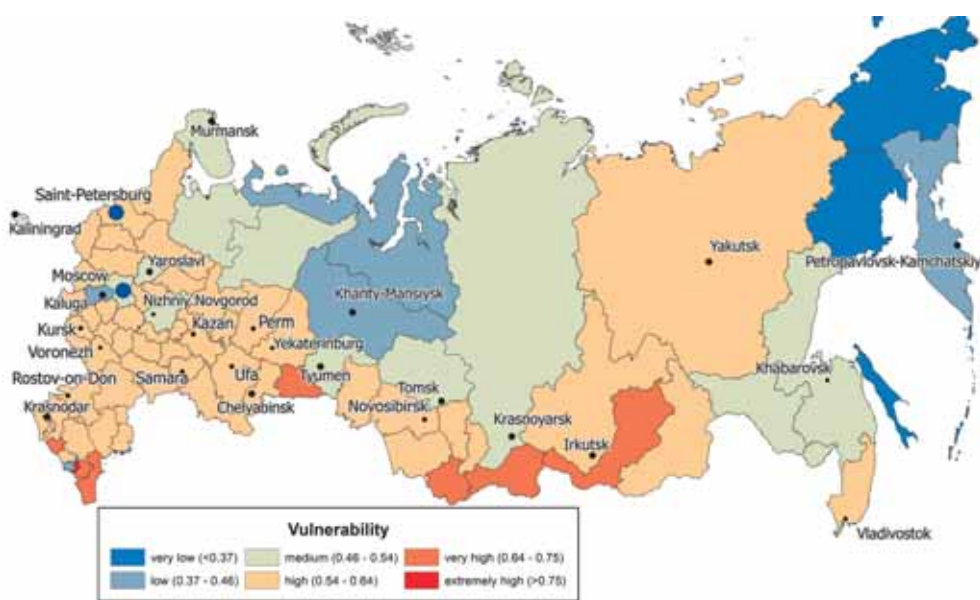 Murmansk
Saint-Petersburg
Kaliningrad
Yaroslavl
Moscow
Kaluga
Nizhniy Novgorod
Kursk
Kazan
Perm
Voronezh
Yekaterinburg
Rostov-on-Don
Samara
Ufa
Tyumen
Krasnodar
Chelyabinsk
Khanty-Mansiysk
Tomsk
Novosibirsk
Krasnoyarsk
Irkutsk
Yakutsk
Petropavlovsk-Kamchatskiy
Khabarovsk
Vladivostok
Vulnerability
very low (<0.37)
medium (0.46 - 0.54)
very high (0.64 - 0.75)
low (0.37 - 0.46)
high (0.54 - 0.64)
extremely high (>0.75)